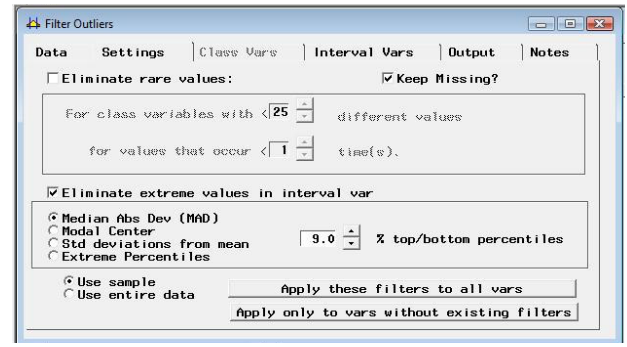 Filter Outliers
Data Settings Class Vars Interval Vars Output Notes
Eliminate rare values: Keep Missing?
For class variables with < 25 different values
for values that occur < 1 time(s).
Eliminate extreme values in interval var
Median Abs Dev (MAD)
Modal Center
Std deviations from mean
Extreme Percentiles
9.0 % top/bottom percentiles
Use sample
Use entire data
Apply these filters to all vars
Apply only to vars without existing filters